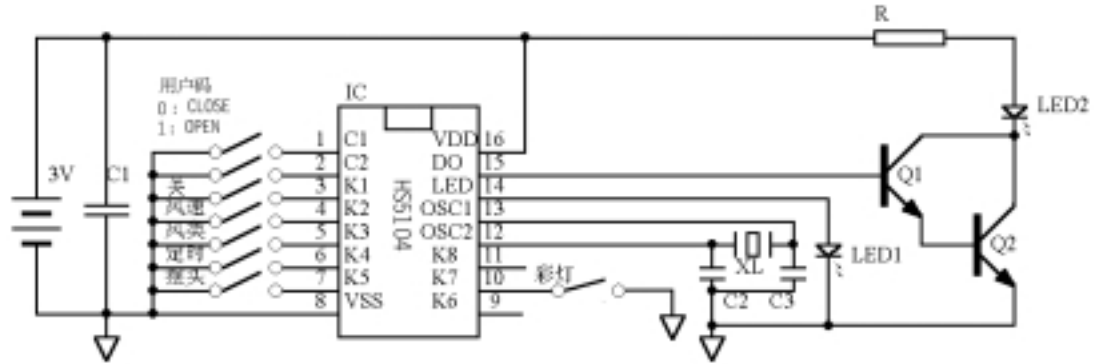 R
用户码
0: CLOSE
1: OPEN
IC
LED2
3V
C1
1
C1
VDD
16
2
C2
DO
15
Q1
关
3
K1
LED
14
风速
4
K2
OSC1
13
风类
5
K3
OSC2
12
Q2
定时
6
K4
K8
11
XL
LED1
摆头
7
K5
K7
10
彩灯
8
VSS
K6
9
C2
C3
HS5104